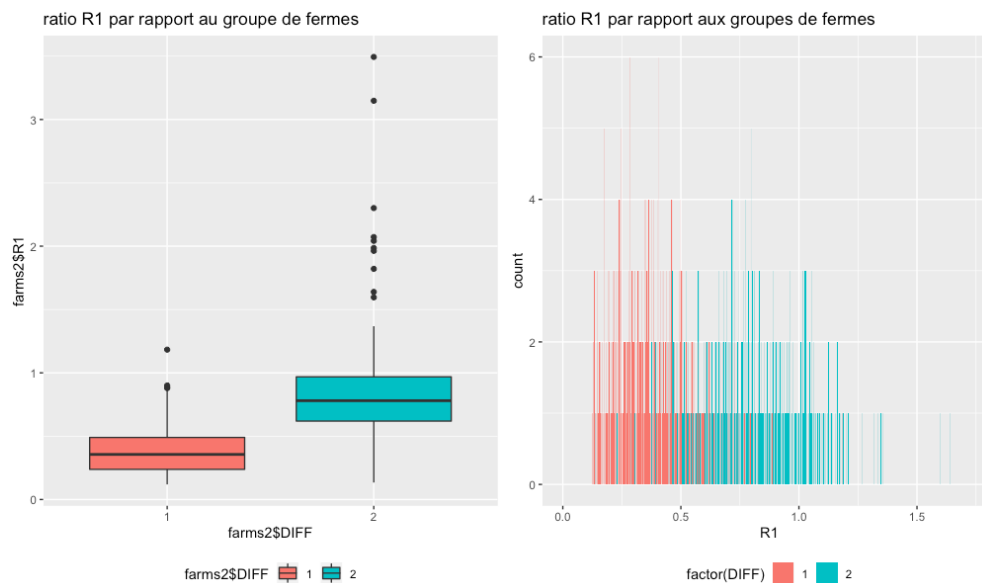 ratio R1 par rapport au groupe de fermes
farms2$R1
3
2
1
0
1
2
farms2$DIFF
farms2$DIFF
1
2
ratio R1 par rapport aux groupes de fermes
count
6
4
2
0
0.0
0.5
1.0
1.5
R1
factor(DIFF)
1
2